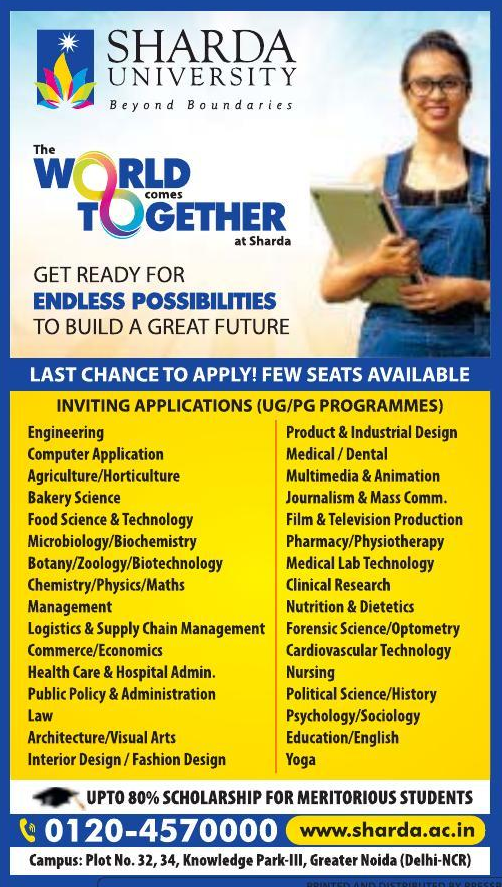 SHARDA
UNIVERSITY
Beyond Boundaries
The
WORLD
comes
TOGETHER
at Sharda
GET READY FOR
ENDLESS POSSIBILITIES
TO BUILD A GREAT FUTURE
LAST CHANCE TO APPLY! FEW SEATS AVAILABLE
INVITING APPLICATIONS (UG/PG PROGRAMMES)
Engineering
Computer Application
Agriculture/Horticulture
Bakery Science
Food Science & Technology
Microbiology/Biochemistry
Botany/Zoology/Biotechnology
Chemistry/Physics/Maths
Management
Logistics & Supply Chain Management
Commerce/Economics
Health Care & Hospital Admin.
Public Policy & Administration
Law
Architecture/Visual Arts
Interior Design / Fashion Design
Product & Industrial Design
Medical / Dental
Multimedia & Animation
Journalism & Mass Comm.
Film & Television Production
Pharmacy/Physiotherapy
Medical Lab Technology
Clinical Research
Nutrition & Dietetics
Forensic Science/Optometry
Cardiovascular Technology
Nursing
Political Science/History
Psychology/Sociology
Education/English
Yoga
UPTO 80% SCHOLARSHIP FOR MERITORIOUS STUDENTS
0120-4570000 www.sharda.ac.in
Campus: Plot No. 32, 34, Knowledge Park-III, Greater Noida (Delhi-NCR)